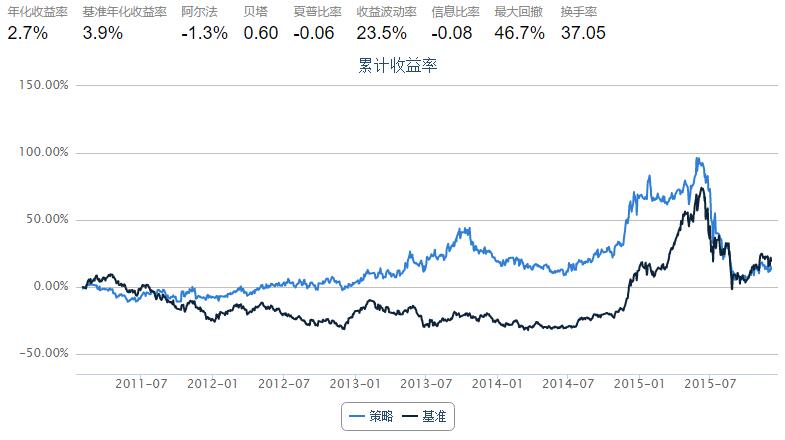 年化收益率 基准年化收益率 阿尔法 贝塔 夏普比率 收益波动率 信息比率 最大回撤 换手率
2.7% 3.9% -1.3% 0.60 -0.06 23.5% -0.08 46.7% 37.05
累计收益率
150.00%
100.00%
50.00%
0.00%
-50.00%
2011-07 2012-01 2012-07 2013-01 2013-07 2014-01 2014-07 2015-01 2015-07
策略 基准